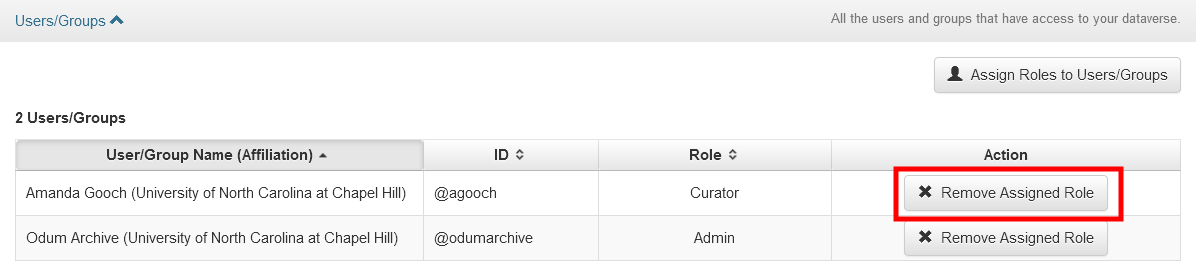 Users/Groups
All the users and groups that have access to your dataverse.
Assign Roles to Users/Groups
2 Users/Groups
User/Group Name (Affiliation) ID Role Action
Amanda Gooch (University of North Carolina at Chapel Hill) @agooch Curator Remove Assigned Role
Odum Archive (University of North Carolina at Chapel Hill) @odumarchive Admin Remove Assigned Role